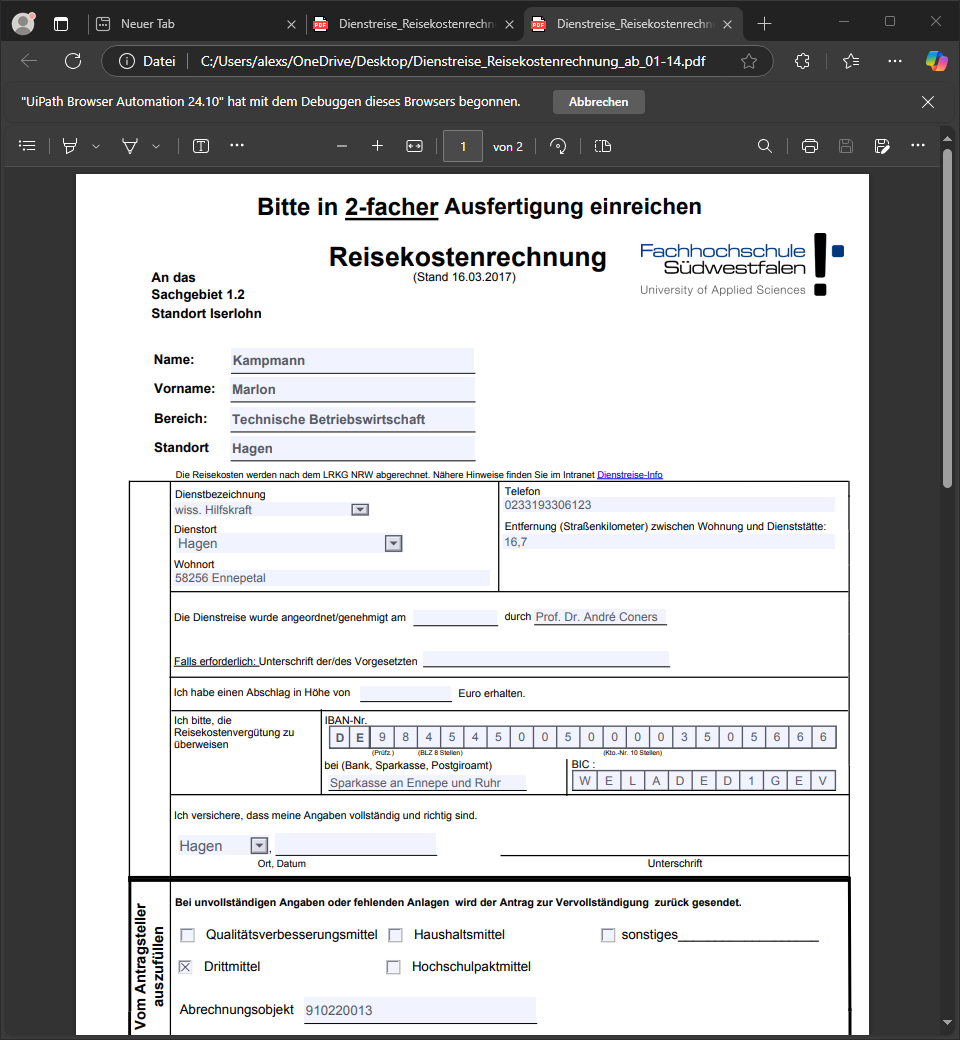 Neuer Tab
Dienstreise_Reisekostenrechn
Dienstreise_Reisekostenrechn
Datei
C:/Users/alexs/OneDrive/Desktop/Dienstreise_Reisekostenrechnung_ab_01-14.pdf
"UiPath Browser Automation 24.10" hat mit dem Debuggen dieses Browsers begonnen.
Abbrechen
1 von 2
Bitte in 2-facher Ausfertigung einreichen
Reisekostenrechnung
(Stand 16.03.2017)
Fachhochschule
Südwestfalen
University of Applied Sciences
An das
Sachgebiet 1.2
Standort Iserlohn
Name: Kampmann
Vorname: Marlon
Bereich: Technische Betriebswirtschaft
Standort Hagen
Die Reisekosten werden nach dem LRKG NRW abgerechnet. Nähere Hinweise finden Sie im Intranet Dienstreise-Info
Dienstbezeichnung
wiss. Hilfskraft
Dienstort
Hagen
Wohnort
58256 Ennepetal
Telefon
0233193306123
Entfernung (Straßenkilometer) zwischen Wohnung und Dienststätte:
16,7
Die Dienstreise wurde angeordnet/genehmigt am durch Prof. Dr. André Coners
Falls erforderlich: Unterschrift der/des Vorgesetzten
Ich habe einen Abschlag in Höhe von Euro erhalten.
Ich bitte, die
Reisekostenvergütung zu
überweisen
IBAN-Nr.
D E 9 8 4 5 4 5 0 0 5 0 0 0 3 5 0 5 6 6 6
(Prüfz.) (BLZ 8 Stellen) (Kto.-Nr. 10 Stellen)
bei (Bank, Sparkasse, Postgiroamt)
Sparkasse an Ennepe und Ruhr
BIC :
W E L A D E D 1 G E V
Ich versichere, dass meine Angaben vollständig und richtig sind.
Hagen ,
Ort, Datum
Unterschrift
Vom Antragsteller
auszufüllen
Bei unvollständigen Angaben oder fehlenden Anlagen wird der Antrag zur Vervollständigung zurück gesendet.
Qualitätsverbesserungsmittel Haushaltsmittel sonstiges_____________________
Drittmittel Hochschulpaktmittel
Abrechnungsobjekt 910220013